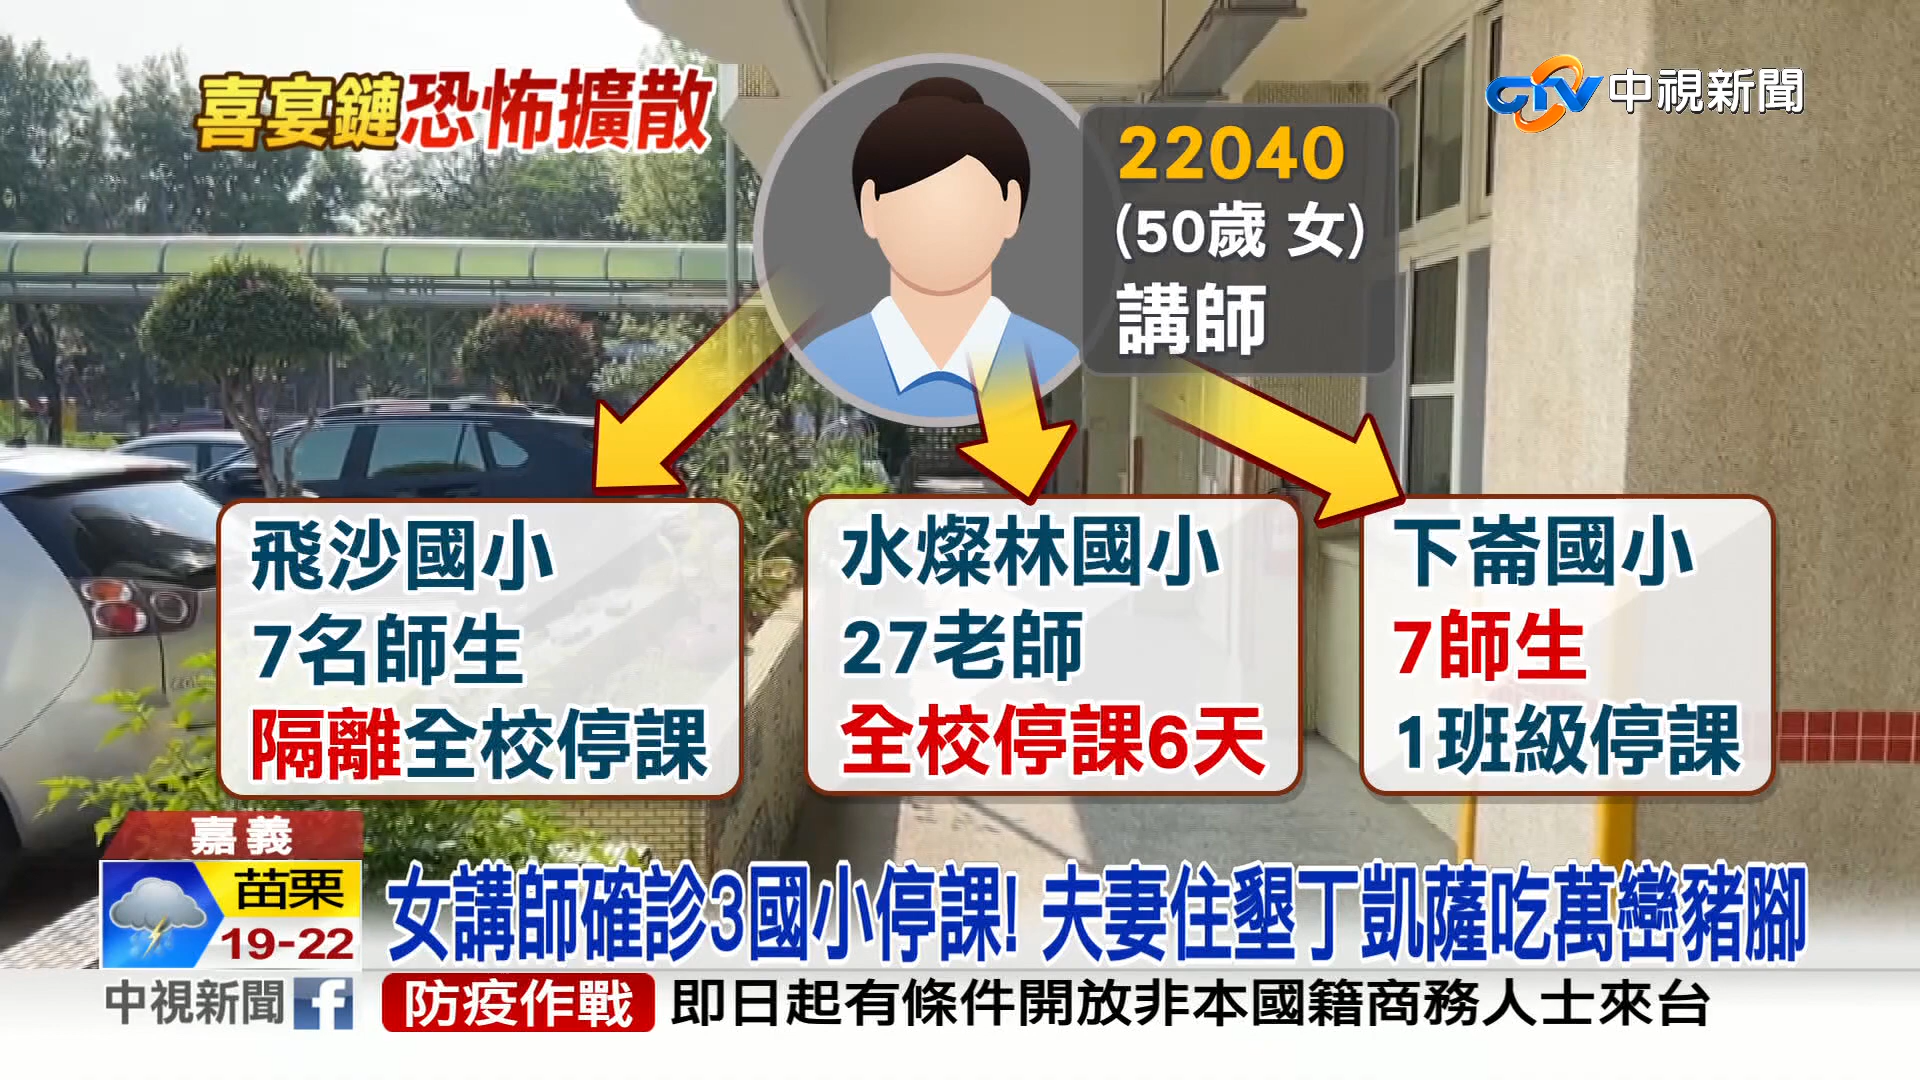 喜宴鏈恐怖擴散
CTV中視新聞
22040
(50歲 女)
講師
飛沙國小
7名師生
隔離全校停課
水燦林國小
27老師
全校停課6天
下崙國小
7師生
1班級停課
嘉義
苗栗
19-22
女講師確診3國小停課! 夫妻住墾丁凱薩吃萬巒豬腳
中視新聞 f
防疫作戰 即日起有條件開放非本國籍商務人士來台